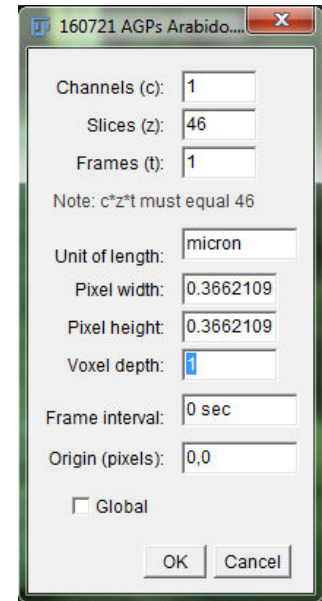 160721 AGPs Arabido....
Channels (c): 1
Slices (z): 46
Frames (t): 1
Note: c*z*t must equal 46
Unit of length: micron
Pixel width: 0.3662109
Pixel height: 0.3662109
Voxel depth: 1
Frame interval: 0 sec
Origin (pixels): 0,0
Global
OK Cancel